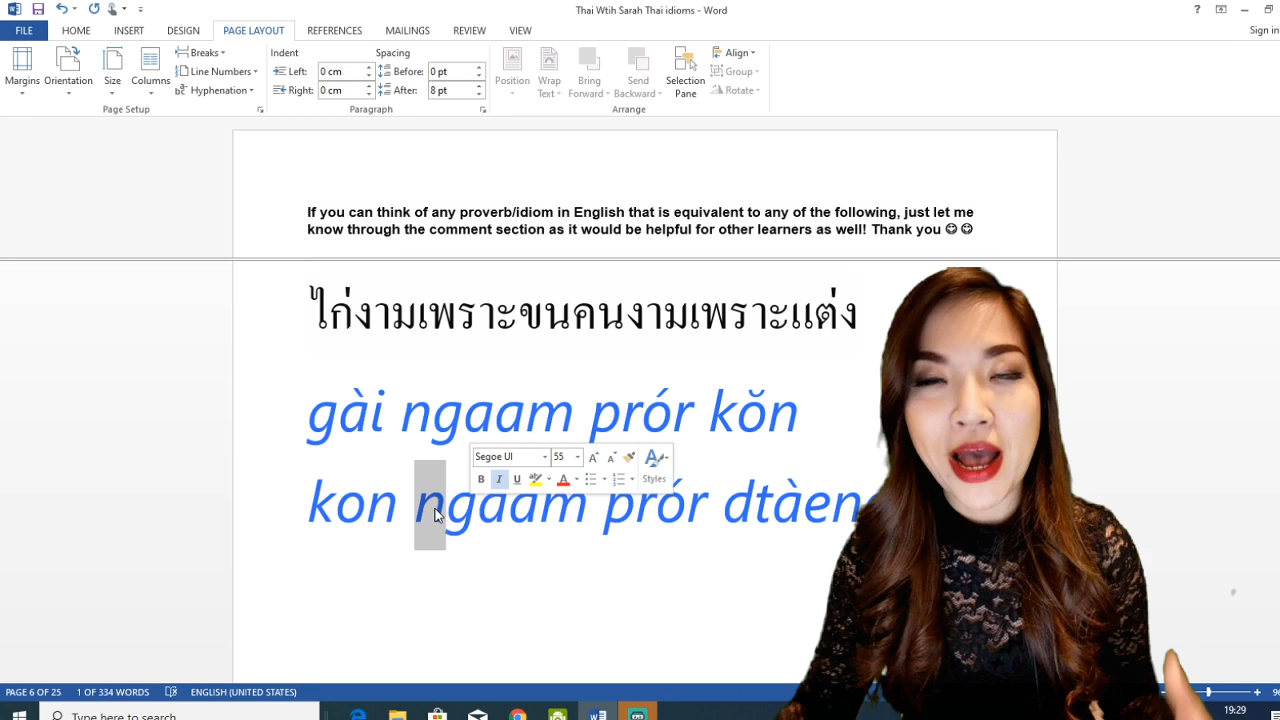 Thai Wtih Sarah Thai idioms - Word
?
Sign in
FILE HOME INSERT DESIGN PAGE LAYOUT REFERENCES MAILINGS REVIEW VIEW
Margins Orientation Size Columns
Breaks
Line Numbers
Hyphenation
Page Setup
Indent Spacing
Left: 0 cm Before: 0 pt
Right: 0 cm After: 8 pt
Paragraph
Position Wrap Text Bring Forward Send Backward Selection Pane
Align
Group
Rotate
Arrange
If you can think of any proverb/idiom in English that is equivalent to any of the following, just let me
know through the comment section as it would be helpful for other learners as well! Thank you 😊😊
ไก่งามเพราะขนคนงามเพราะแต่ง
gài ngaam prór kŏn
Segoe UI 55
B I U Styles
kon ngaam prór dtàeng
PAGE 6 OF 25 1 OF 334 WORDS ENGLISH (UNITED STATES)
Type here to search
19:29